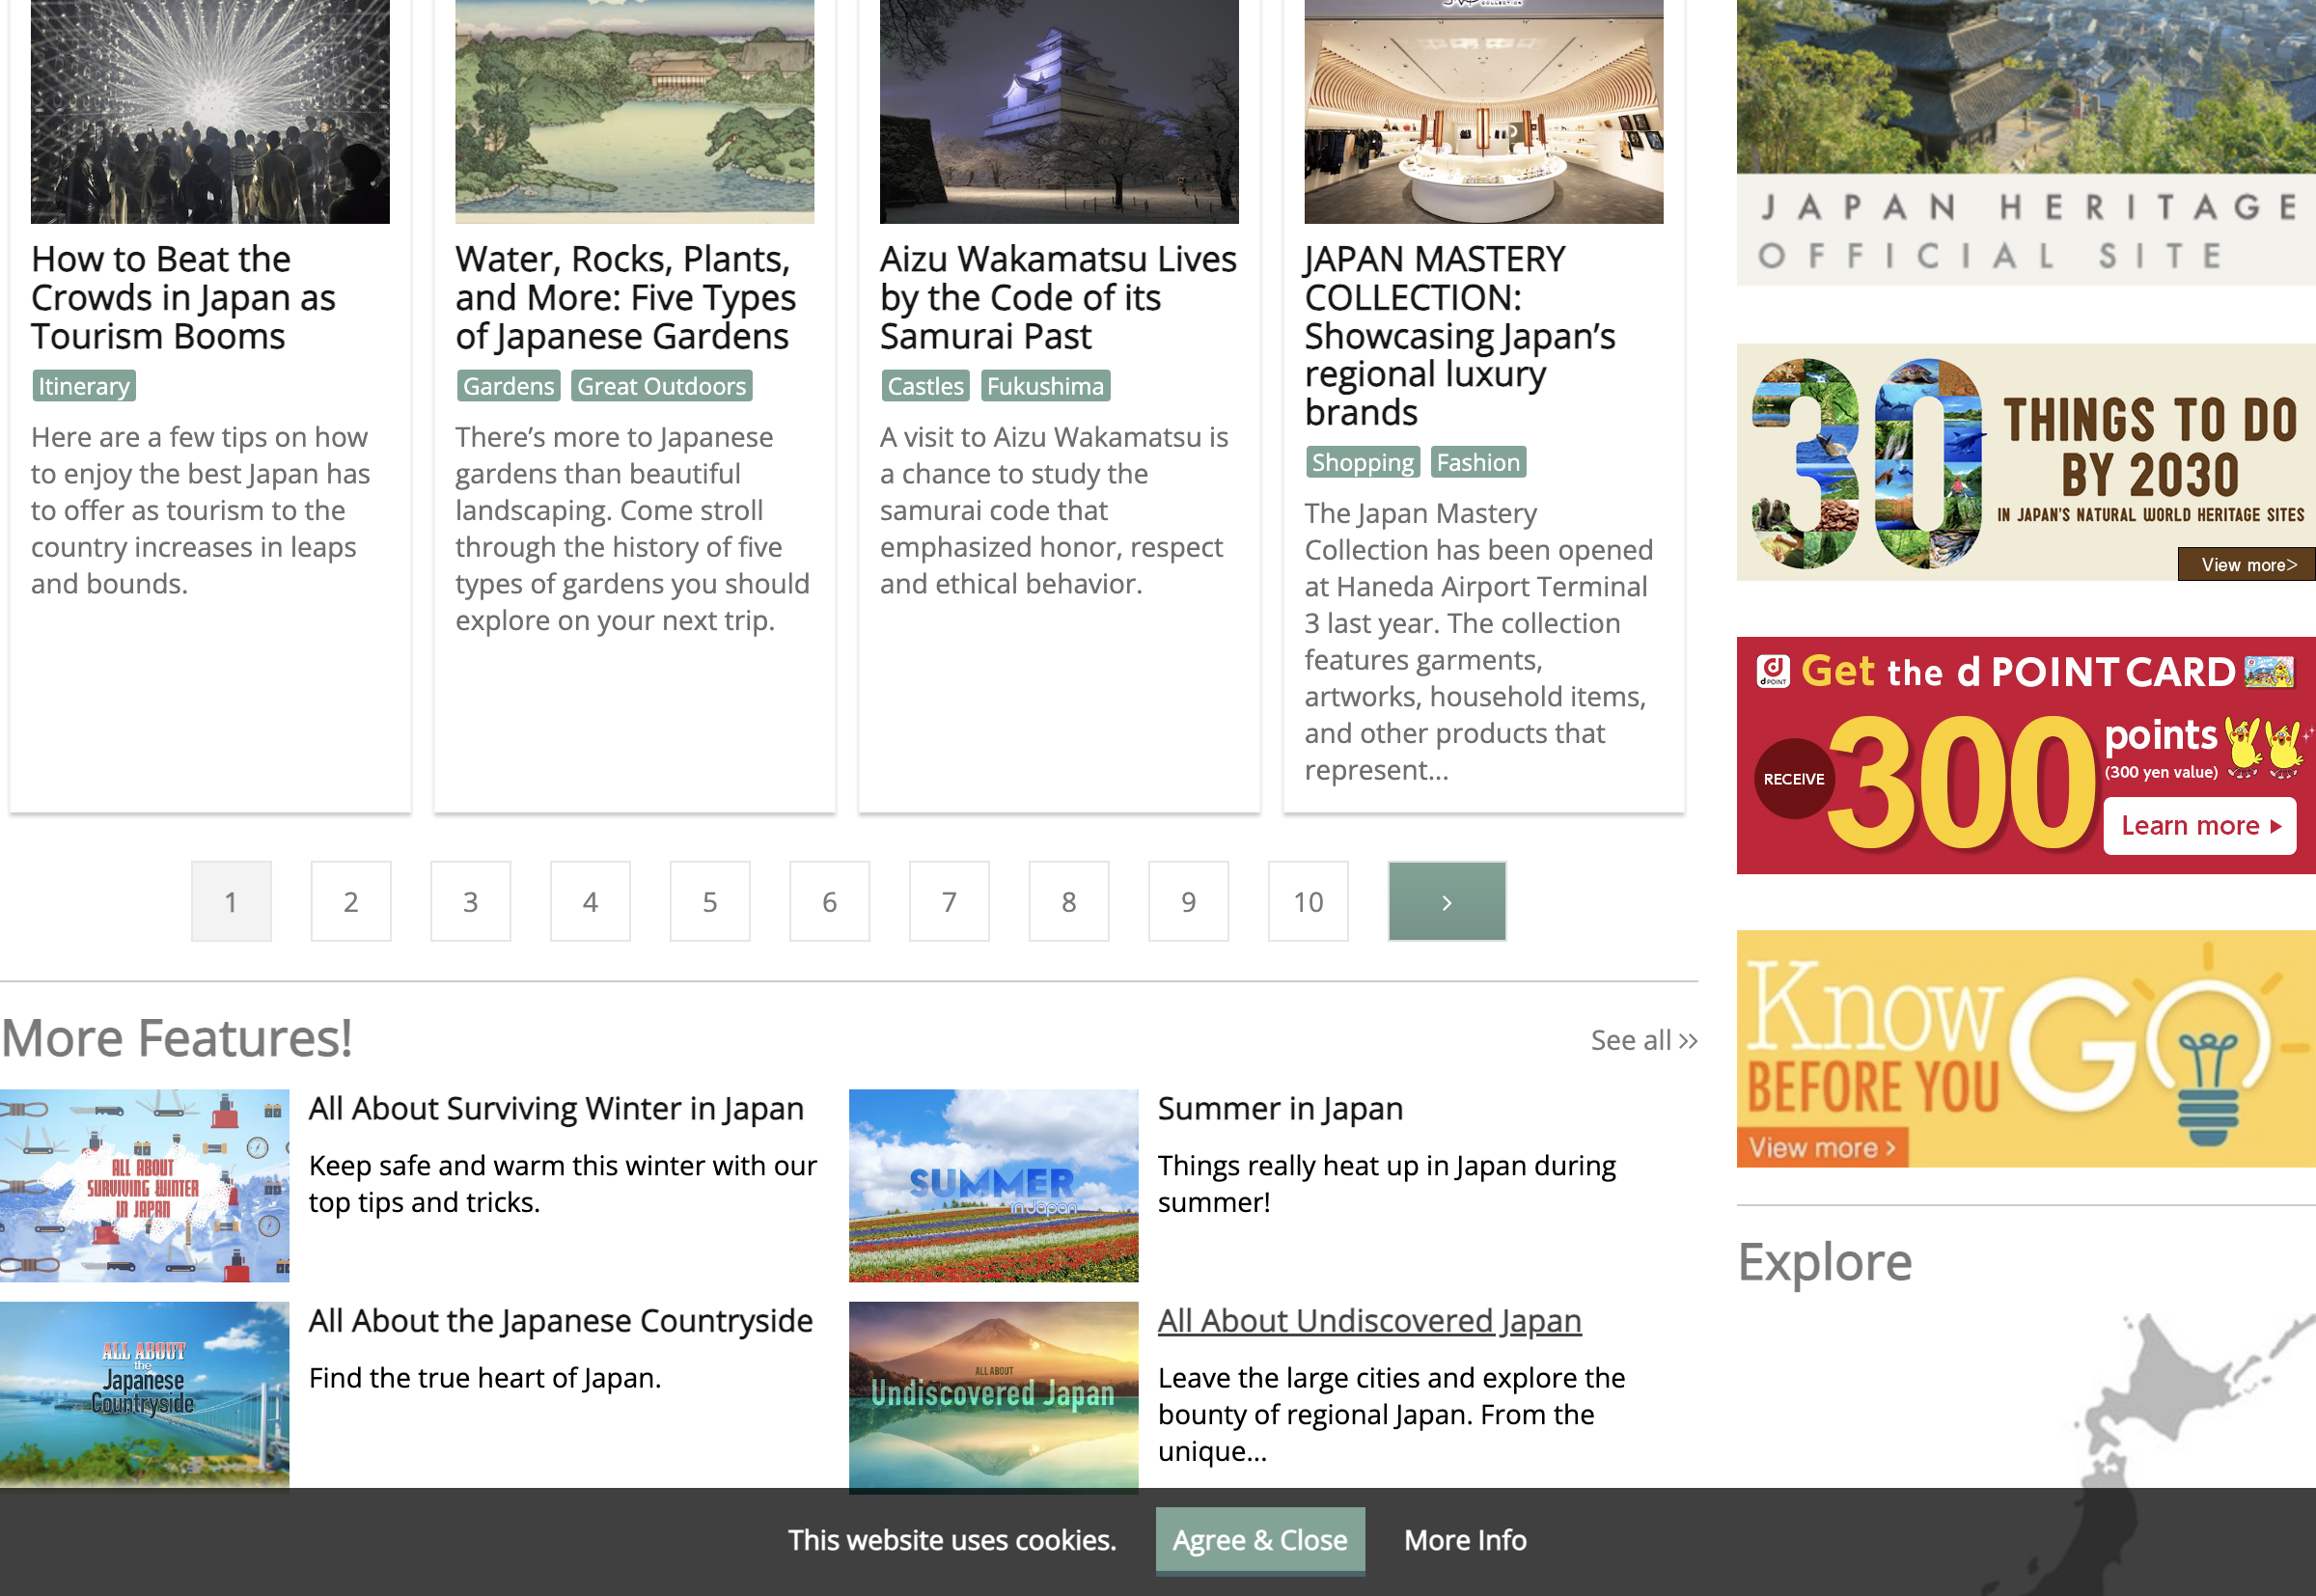 How to Beat the
Crowds in Japan as
Tourism Booms
Itinerary
Here are a few tips on how
to enjoy the best Japan has
to offer as tourism to the
country increases in leaps
and bounds.
Water, Rocks, Plants,
and More: Five Types
of Japanese Gardens
Gardens Great Outdoors
There's more to Japanese
gardens than beautiful
landscaping. Come stroll
through the history of five
types of gardens you should
explore on your next trip.
Aizu Wakamatsu Lives
by the Code of its
Samurai Past
Castles Fukushima
A visit to Aizu Wakamatsu is
a chance to study the
samurai code that
emphasized honor, respect
and ethical behavior.
COLLECTION
JAPAN MASTERY
COLLECTION:
Showcasing Japan's
regional luxury
brands
Shopping Fashion
The Japan Mastery
Collection has been opened
at Haneda Airport Terminal
3 last year. The collection
features garments,
artworks, household items,
and other products that
represent...
1 2 3 4 5 6 7 8 9 10 >
More Features!
See all >>
ALL ABOUT
SURVIVING WINTER
IN JAPAN
All About Surviving Winter in Japan
Keep safe and warm this winter with our
top tips and tricks.
SUMMER
in Japan
Summer in Japan
Things really heat up in Japan during
summer!
ALL ABOUT
the
Japanese
Countryside
All About the Japanese Countryside
Find the true heart of Japan.
ALL ABOUT
Undiscovered Japan
All About Undiscovered Japan
Leave the large cities and explore the
bounty of regional Japan. From the
unique...
JAPAN HERITAGE
OFFICIAL SITE
30 THINGS TO DO
BY 2030
IN JAPAN'S NATURAL WORLD HERITAGE SITES
View more>
d POINT
Get the d POINT CARD
RECEIVE 300 points
(300 yen value)
Learn more
Know
BEFORE YOU GO
View more >
Explore
This website uses cookies. Agree & Close More Info